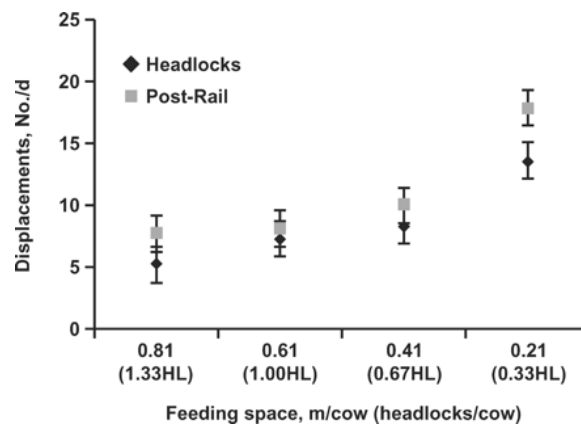 25
20
15
10
5
0
Displacements, No./d
Headlocks
Post-Rail
0.81 0.61 0.41 0.21
(1.33HL) (1.00HL) (0.67HL) (0.33HL)
Feeding space, m/cow (headlocks/cow)